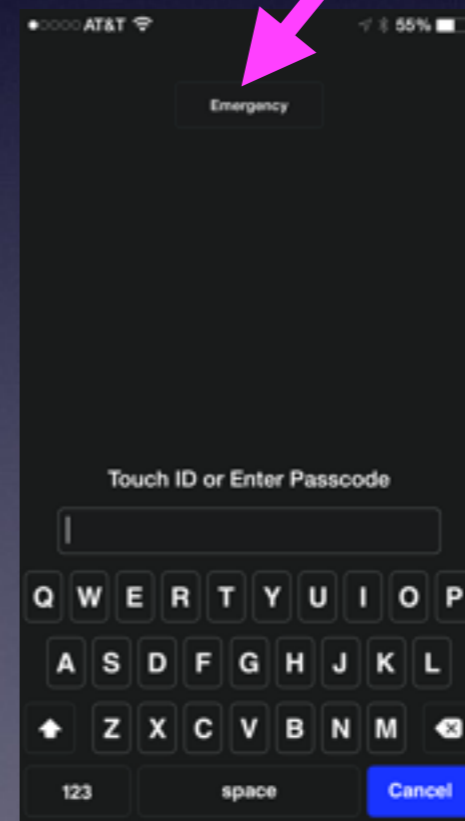 AT&T 55%
Emergency
Touch ID or Enter Passcode
Q W E R T Y U I O P
A S D F G H J K L
Z X C V B N M
123 space Cancel